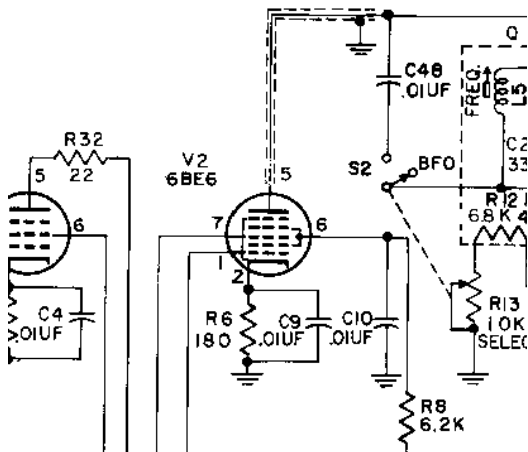 Q
C48
.01UF
FREQ.
L5
R32
22
V2
6BE6
S2
BFO
C2
33
5
5
R12
6.8K
4
6
7
6
1
2
C4
.01UF
R6
180
C9
.01UF
C10
.01UF
R13
10K
SELEC
R8
6.2K